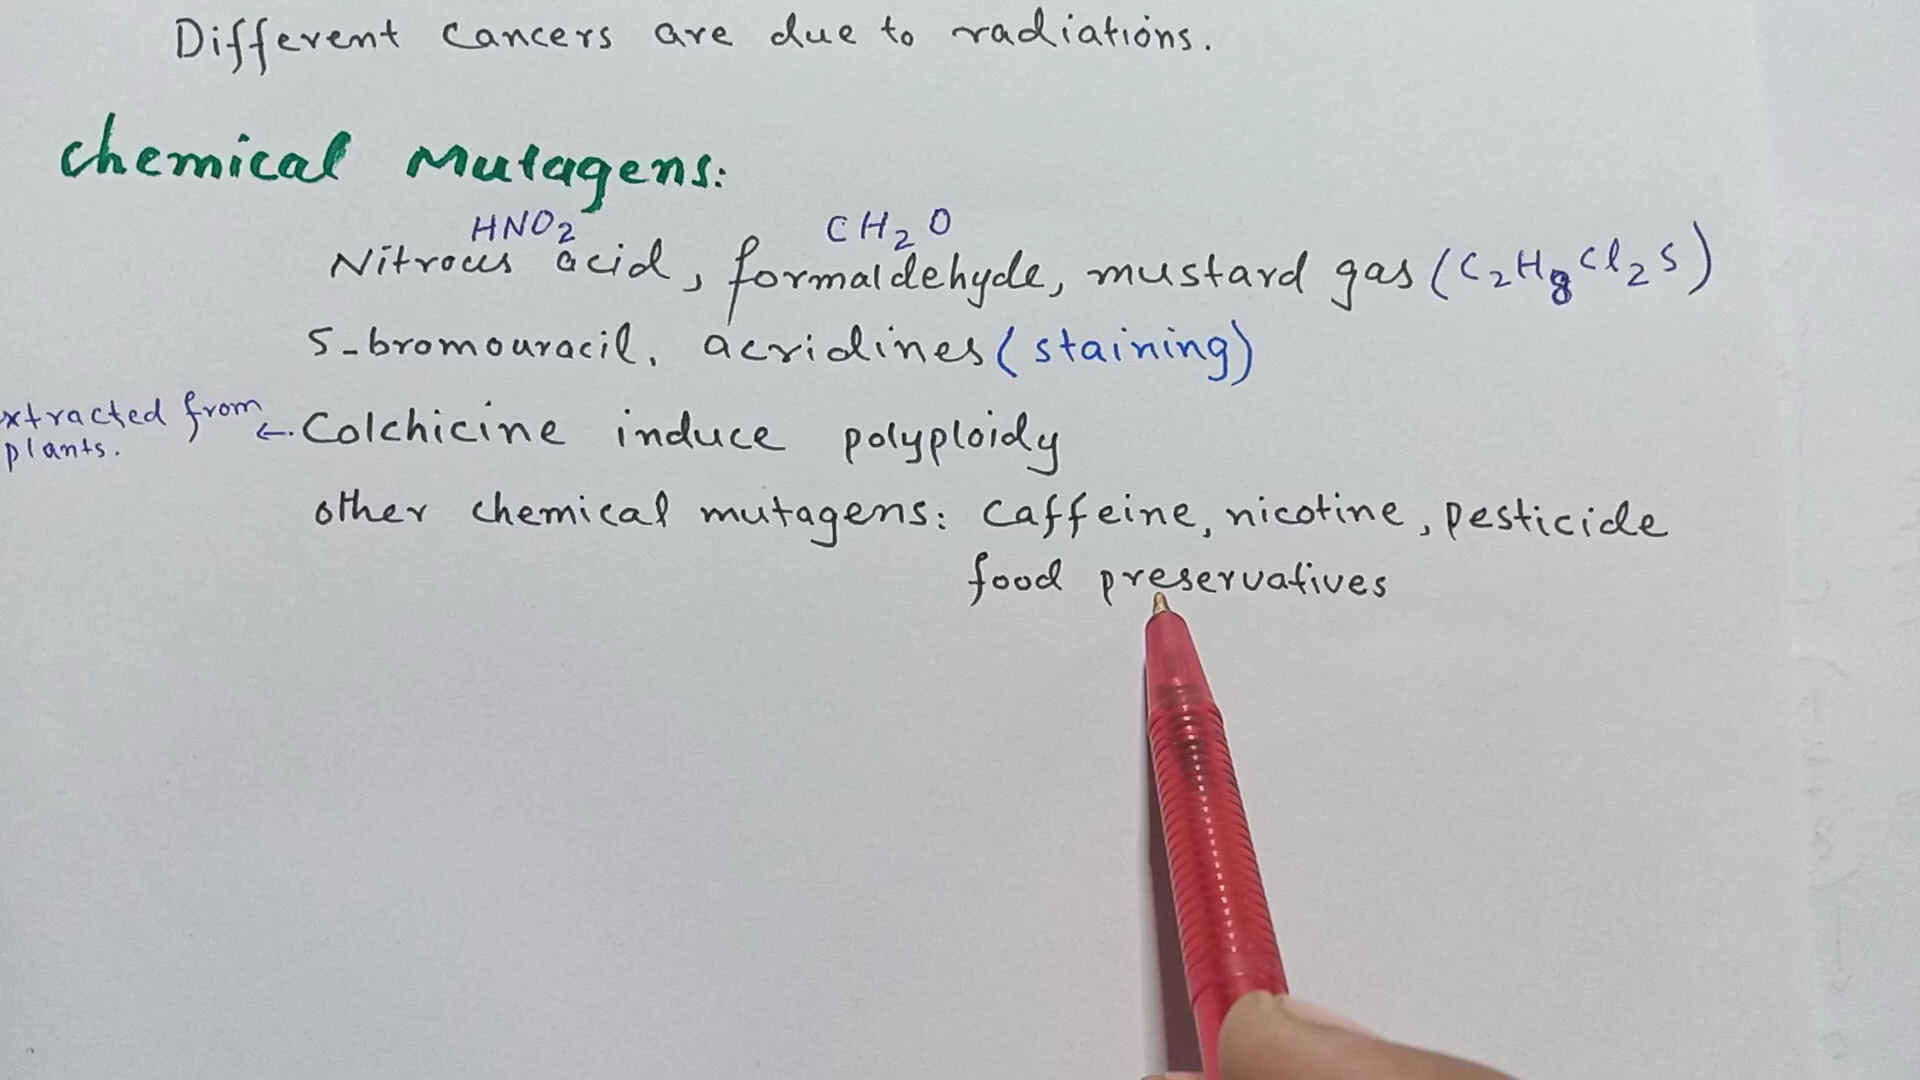 Different cancers are due to radiations.
Chemical Mutagens:
HNO2 CH2O
Nitrous acid, formaldehyde, mustard gas (C2H8Cl2S)
5-bromouracil, acridines (staining)
xtracted from
plants.
←. Colchicine induce polyploidy
other chemical mutagens: caffeine, nicotine, pesticide
food preservatives